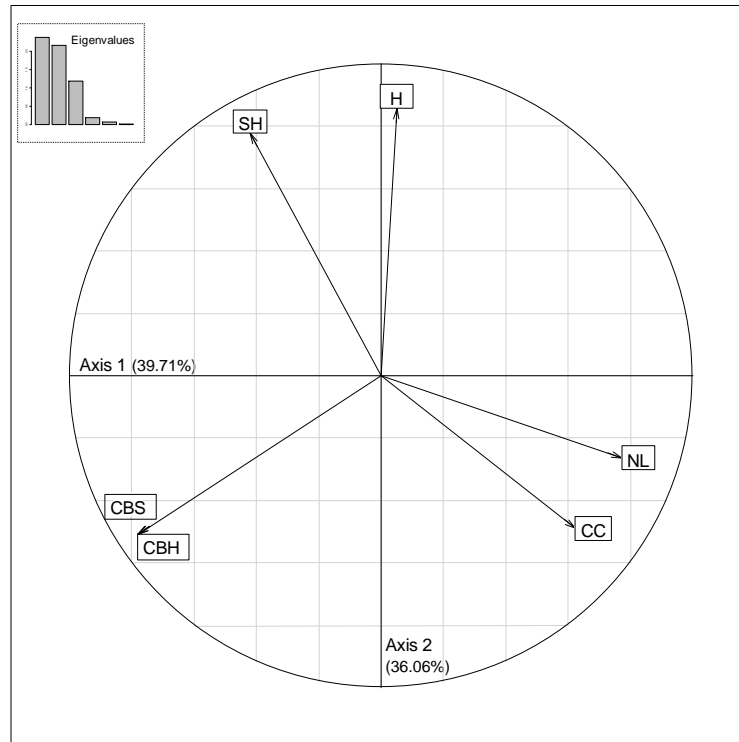 Eigenvalues
H
SH
Axis 1 (39.71%)
NL
CBS
CC
CBH
Axis 2
(36.06%)